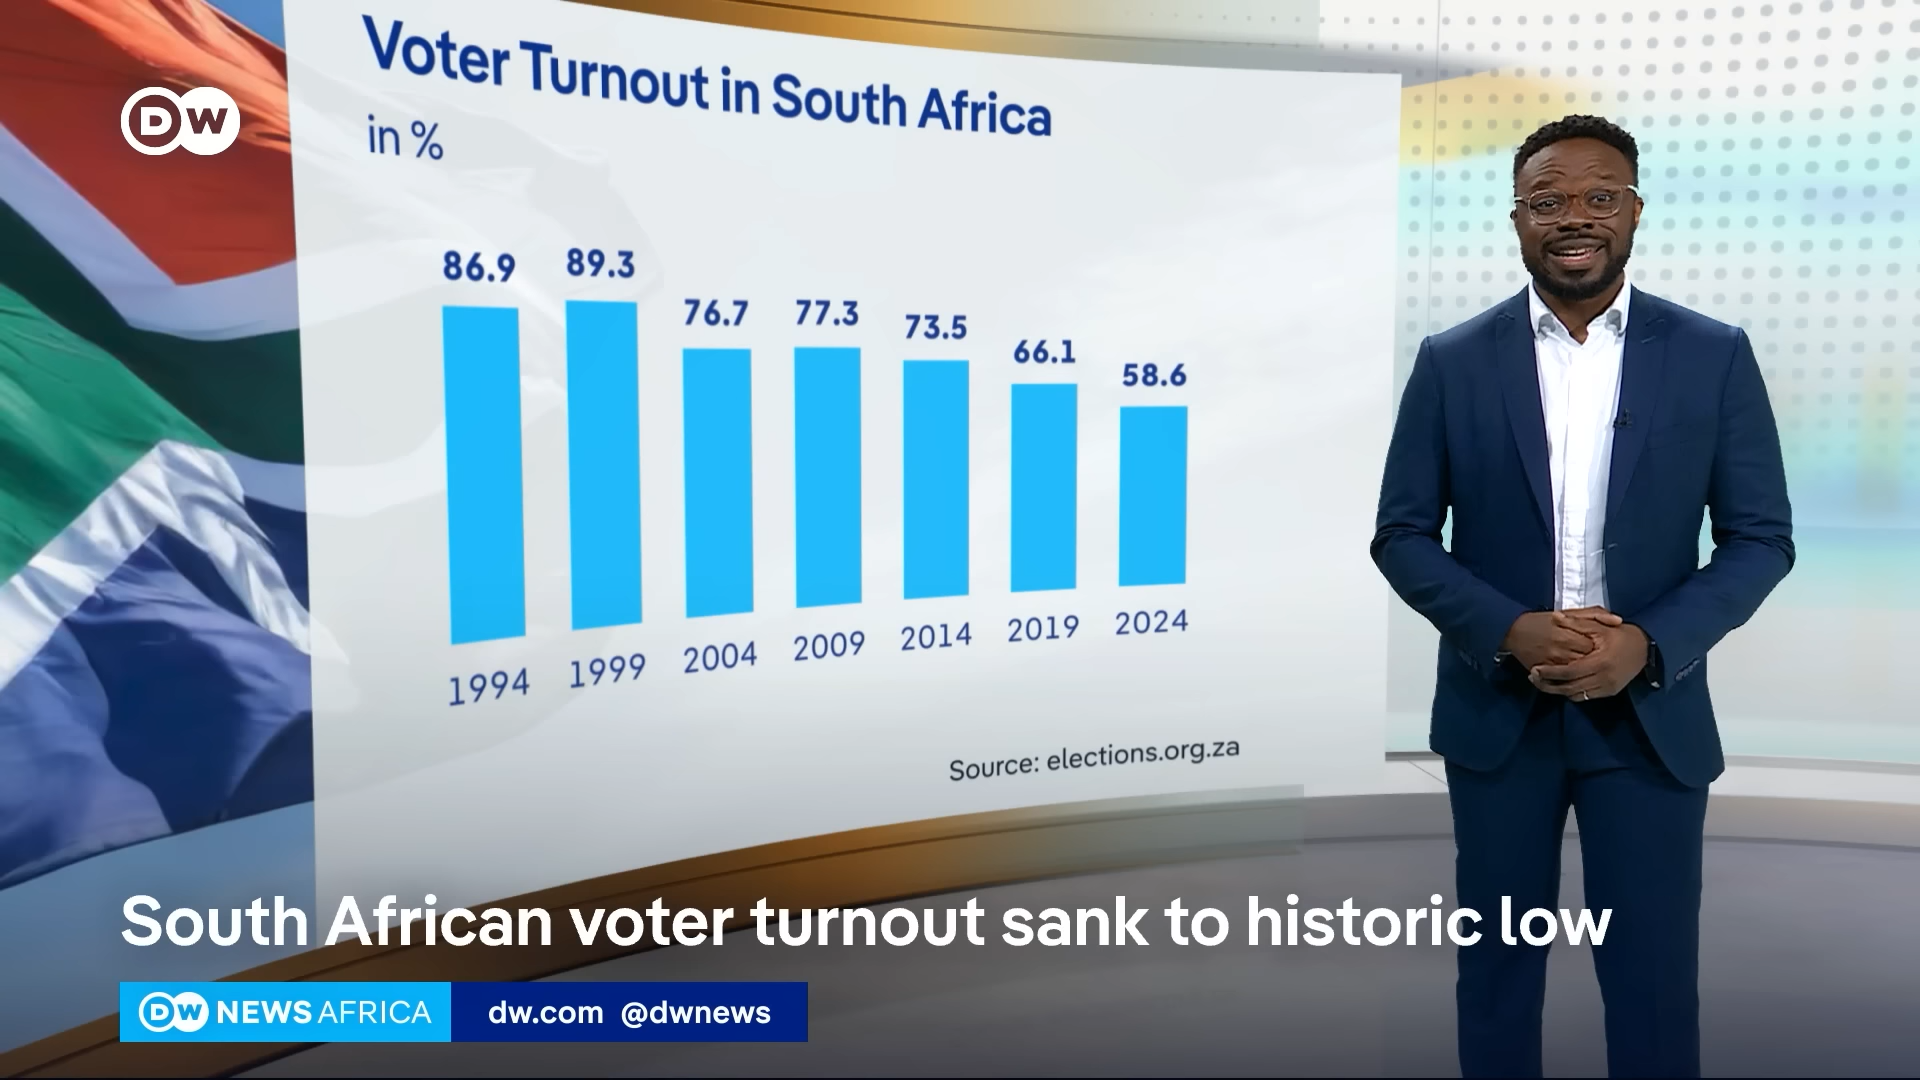 DW
Voter Turnout in South Africa
in %
86.9 89.3 76.7 77.3 73.5 66.1 58.6
1994 1999 2004 2009 2014 2019 2024
Source: elections.org.za
South African voter turnout sank to historic low
DW NEWS AFRICA dw.com @dwnews